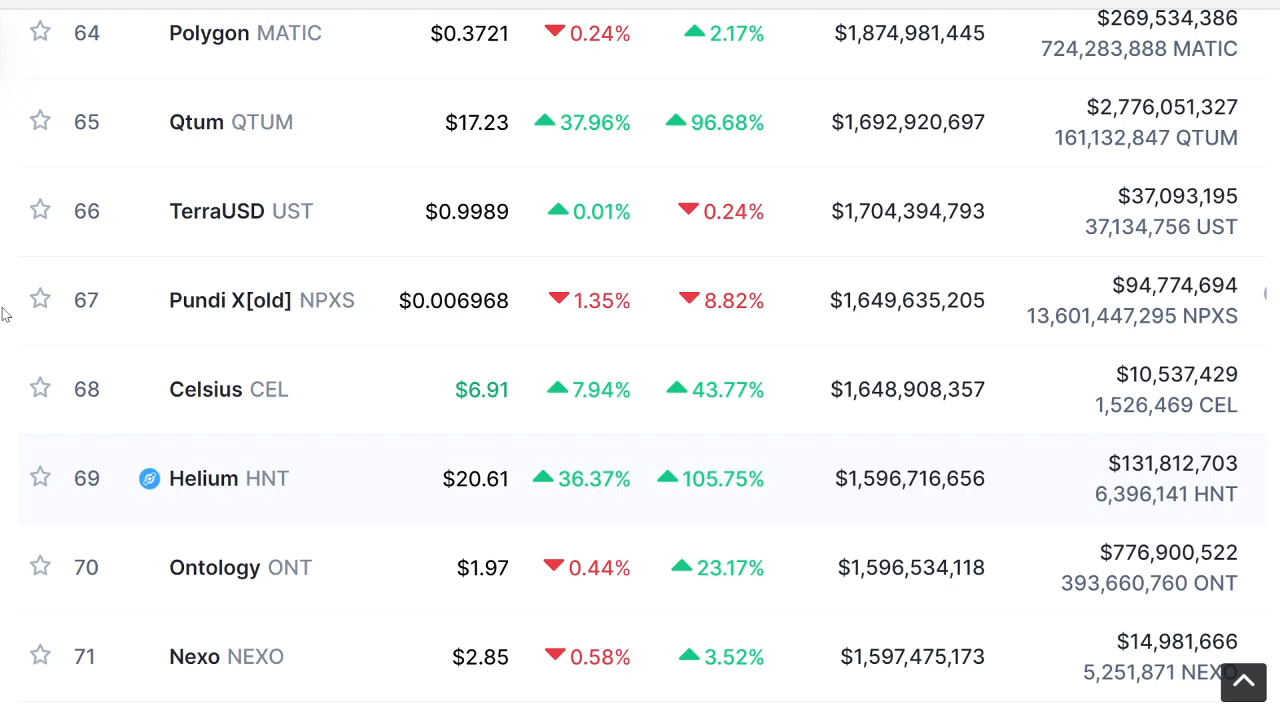 $269,534,386
64 Polygon MATIC $0.3721 0.24% 2.17% $1,874,981,445
724,283,888 MATIC
$2,776,051,327
65 Qtum QTUM $17.23 37.96% 96.68% $1,692,920,697
161,132,847 QTUM
$37,093,195
66 TerraUSD UST $0.9989 0.01% 0.24% $1,704,394,793
37,134,756 UST
$94,774,694
67 Pundi X[old] NPXS $0.006968 1.35% 8.82% $1,649,635,205
13,601,447,295 NPXS
$10,537,429
68 Celsius CEL $6.91 7.94% 43.77% $1,648,908,357
1,526,469 CEL
$131,812,703
69 Helium HNT $20.61 36.37% 105.75% $1,596,716,656
6,396,141 HNT
$776,900,522
70 Ontology ONT $1.97 0.44% 23.17% $1,596,534,118
393,660,760 ONT
$14,981,666
71 Nexo NEXO $2.85 0.58% 3.52% $1,597,475,173
5,251,871 NEXO